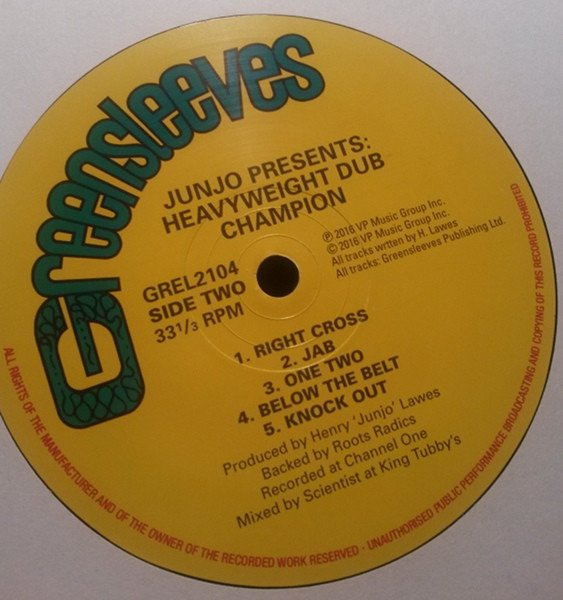 Greensleeves
JUNJO PRESENTS:
HEAVYWEIGHT DUB
CHAMPION
℗ 2016 VP Music Group Inc.
© 2016 VP Music Group Inc.
All tracks wrtten by H. Lawes
All tracks: Greensleeves Publishing Ltd.
GREL2104
SIDE TWO
33 1/3 RPM
1. RIGHT CROSS
2. JAB
3. ONE TWO
4. BELOW THE BELT
5. KNOCK OUT
Produced by Henry 'Junjo' Lawes
Backed by Roots Radics
Recorded at Channel One
Mixed by Scientist at King Tubby's
ALL RIGHTS OF THE MANUFACTURER AND OF THE OWNER OF THE RECORDED WORK RESERVED · UNAUTHORISED PUBLIC PERFORMANCE BROADCASTING AND COPYING OF THIS RECORD PROHIBITED